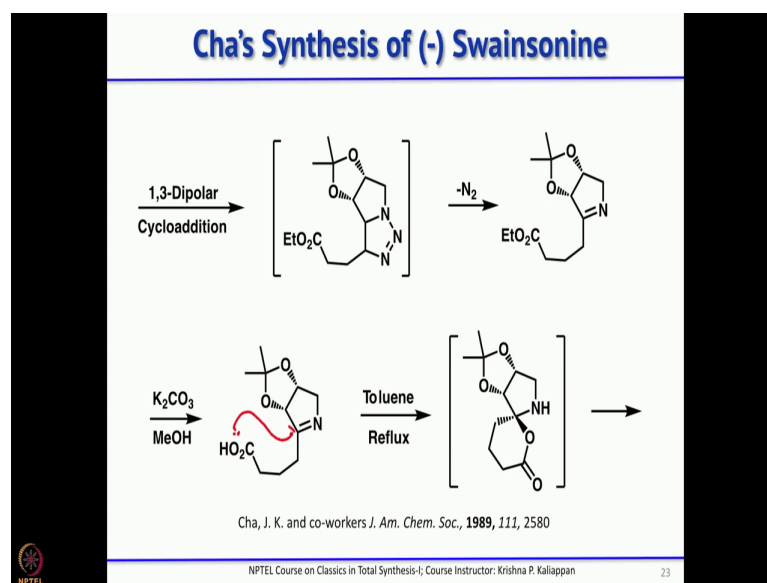 Cha's Synthesis of (-) Swainsonine
1,3-Dipolar
Cycloaddition
O
O
N
N
N
EtO2C
-N2
O
O
N
EtO2C
K2CO3
MeOH
O
O
N
HO2C
Toluene
Reflux
O
O
NH
O
O
Cha, J. K. and co-workers J. Am. Chem. Soc., 1989, 111, 2580
NPTEL Course on Classics in Total Synthesis-I; Course Instructor: Krishna P. Kaliappan
23
NPTEL